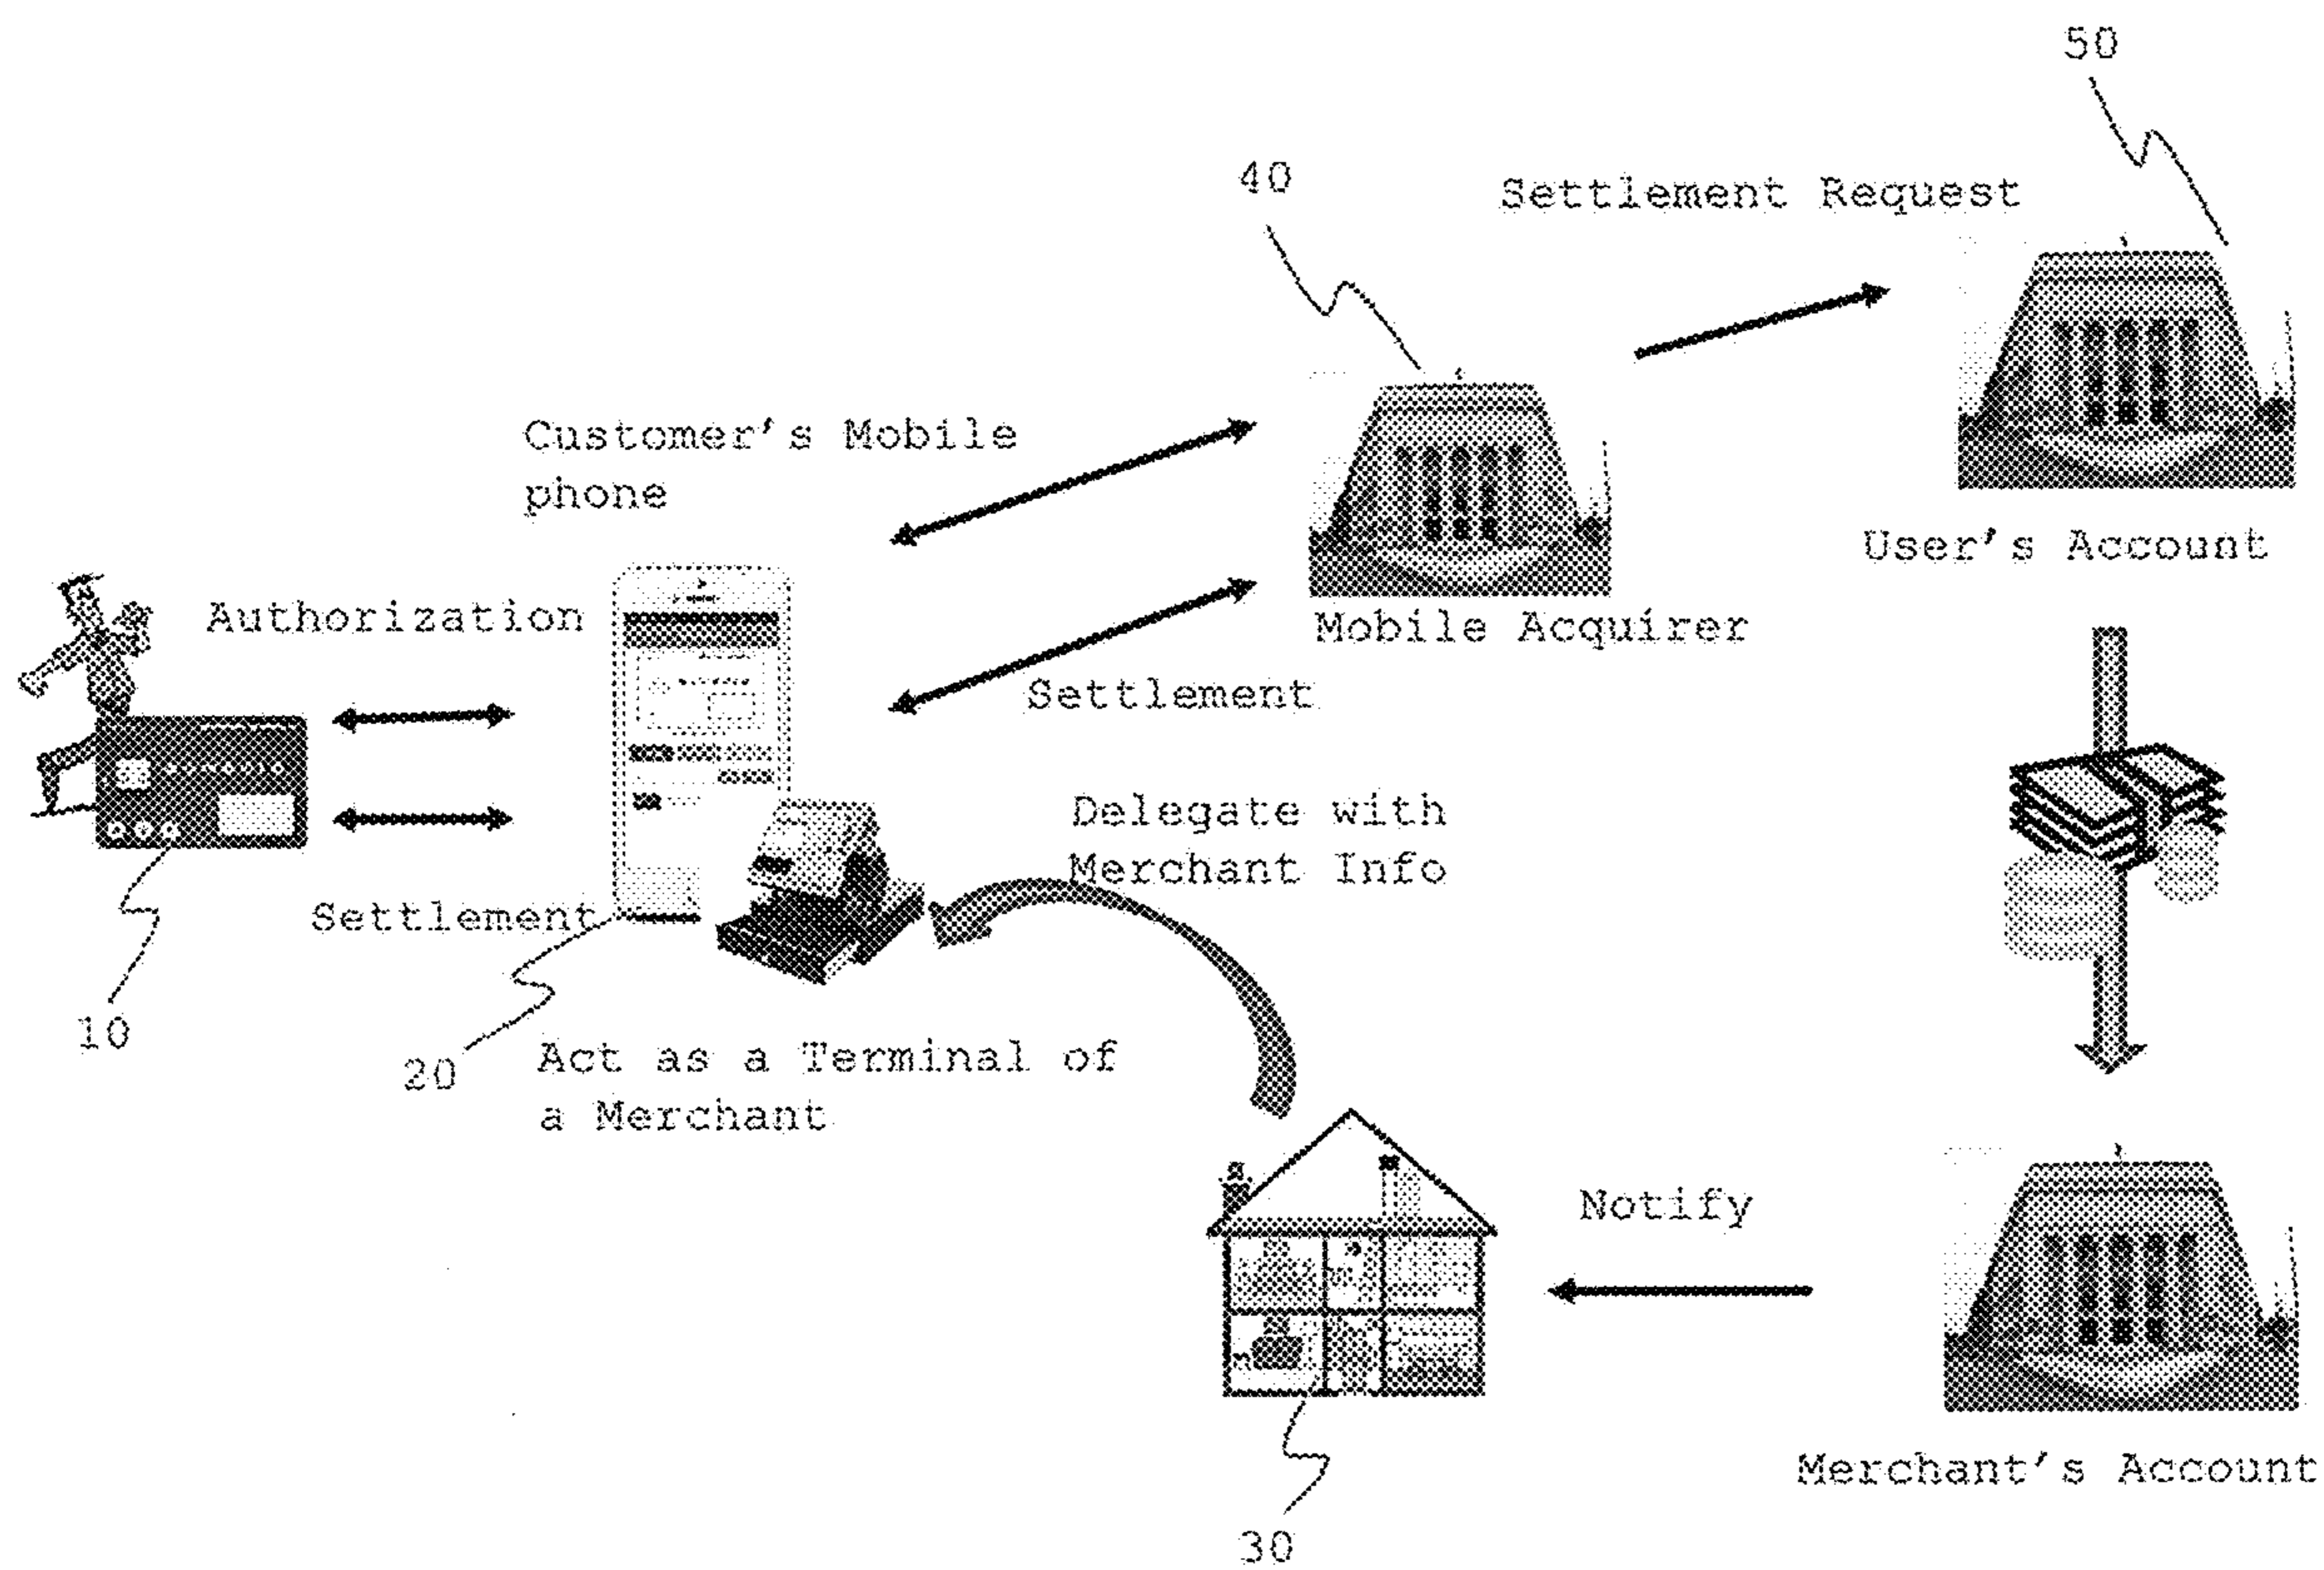 50
40
Settlement Request
Customer's Mobile
phone
User's Account
Authorization
Mobile Acquirer
Settlement
Delegate with
Merchant Info
Settlement
10
20
Act as a Terminal of
a Merchant
Notify
Merchant's Account
30